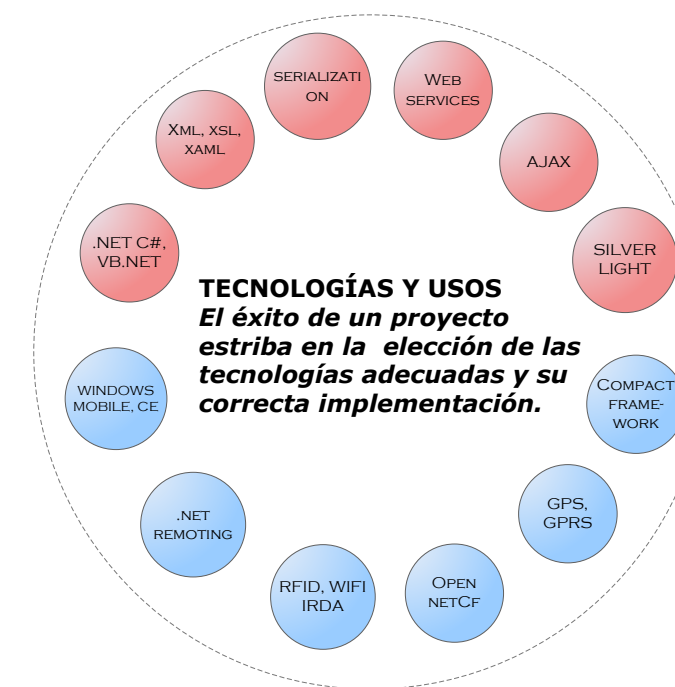 SERIALIZATI
ON
WEB
SERVICES
XML, XSL,
XAML
AJAX
.NET C#,
VB.NET
SILVER
LIGHT
TECNOLOGÍAS Y USOS
El éxito de un proyecto
estriba en la elección de las
tecnologías adecuadas y su
correcta implementación.
WINDOWS
MOBILE, CE
COMPACT
FRAME-
WORK
.NET
REMOTING
GPS,
GPRS
RFID, WIFI
IRDA
OPEN
NETCF